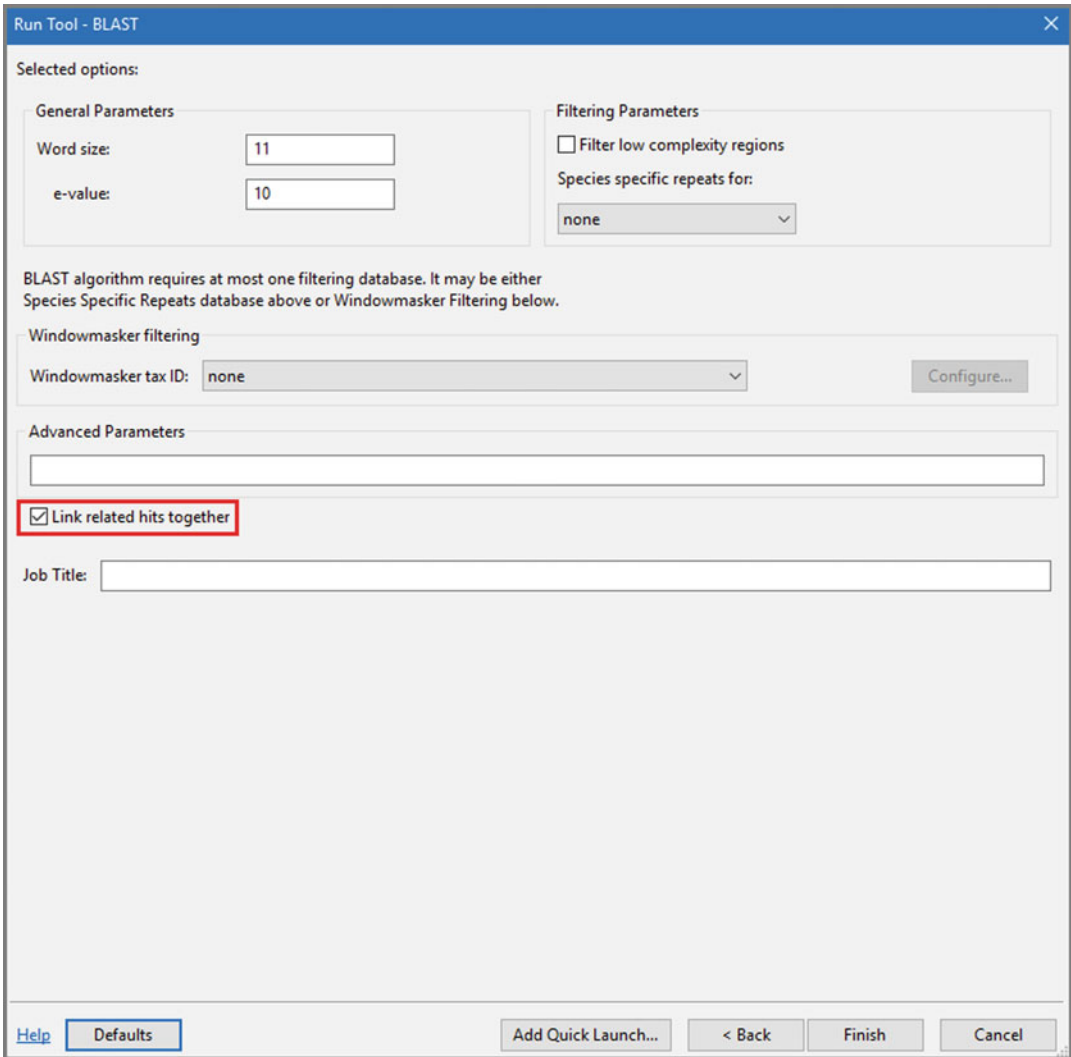 Run Tool - BLAST
Selected options:
General Parameters
Word size: 11
e-value: 10
Filtering Parameters
Filter low complexity regions
Species specific repeats for:
none
BLAST algorithm requires at most one filtering database. It may be either
Species Specific Repeats database above or Windowmasker Filtering below.
Windowmasker filtering
Windowmasker tax ID: none Configure...
Advanced Parameters
Link related hits together
Job Title:
Help Defaults Add Quick Launch... < Back Finish Cancel